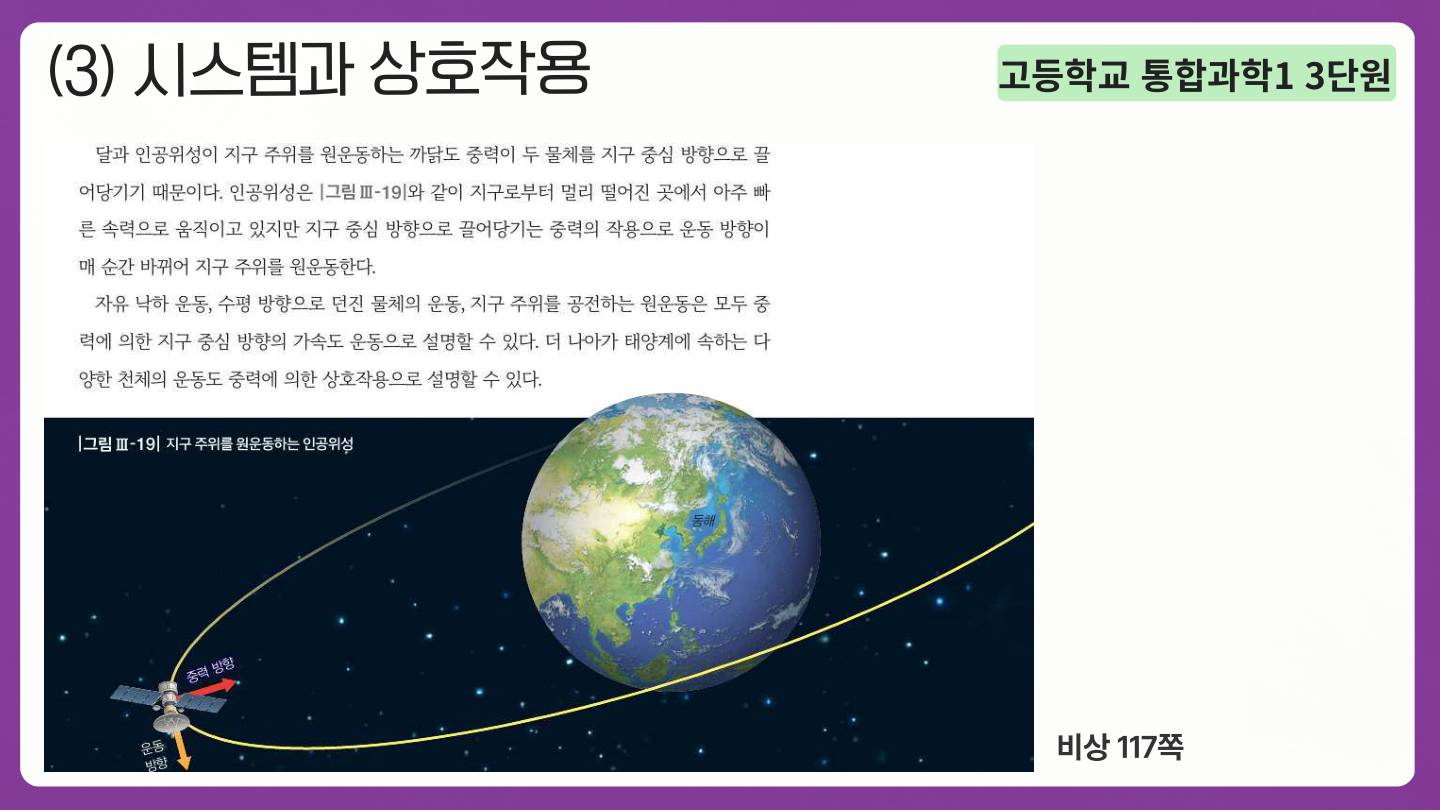 (3) 시스템과 상호작용
고등학교 통합과학1 3단원
달과 인공위성이 지구 주위를 원운동하는 까닭도 중력이 두 물체를 지구 중심 방향으로 끌
어당기기 때문이다. 인공위성은 |그림 Ⅲ-19|와 같이 지구로부터 멀리 떨어진 곳에서 아주 빠
른 속력으로 움직이고 있지만 지구 중심 방향으로 끌어당기는 중력의 작용으로 운동 방향이
매 순간 바뀌어 지구 주위를 원운동한다.
자유 낙하 운동, 수평 방향으로 던진 물체의 운동, 지구 주위를 공전하는 원운동은 모두 중
력에 의한 지구 중심 방향의 가속도 운동으로 설명할 수 있다. 더 나아가 태양계에 속하는 다
양한 천체의 운동도 중력에 의한 상호작용으로 설명할 수 있다.
|그림 Ⅲ-19| 지구 주위를 원운동하는 인공위성
동해
중력 방향
운동
방향
비상 117쪽